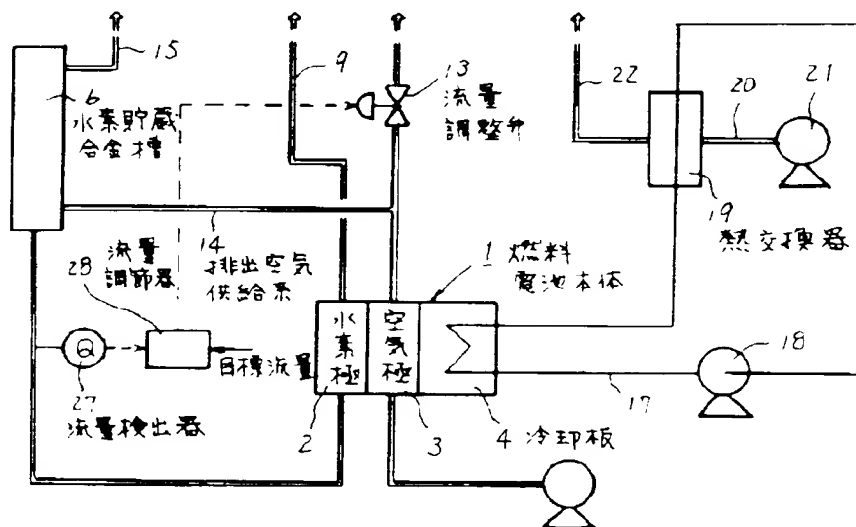 15
9
13
流量
調整弁
22
20
21
6
水素貯蔵
合金槽
19
熱交換器
14
排出空気
供給系
流量
調節器
28
1 燃料
電池本体
水素極
空気極
目標流量
27
流量検出器
2
3
4 冷却板
17
18